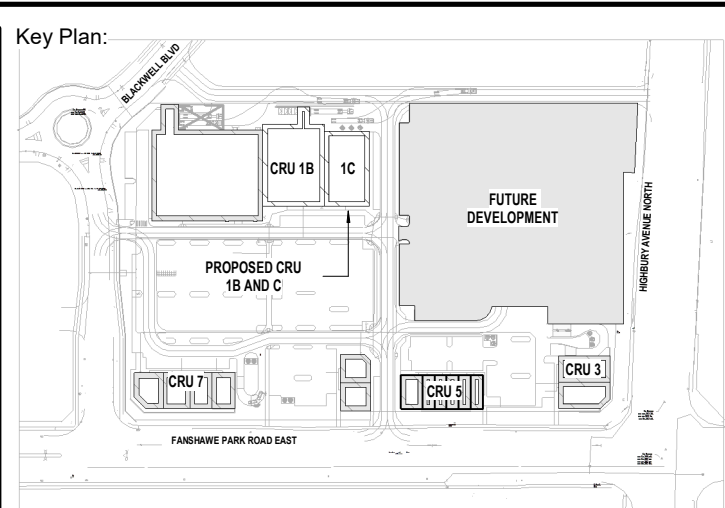 Key Plan:
BLACKWELL BLVD
CRU 1B
1C
FUTURE
DEVELOPMENT
HIGHBURY AVENUE NORTH
PROPOSED CRU
1B AND C
CRU 7
CRU 5
CRU 3
FANSHAWE PARK ROAD EAST